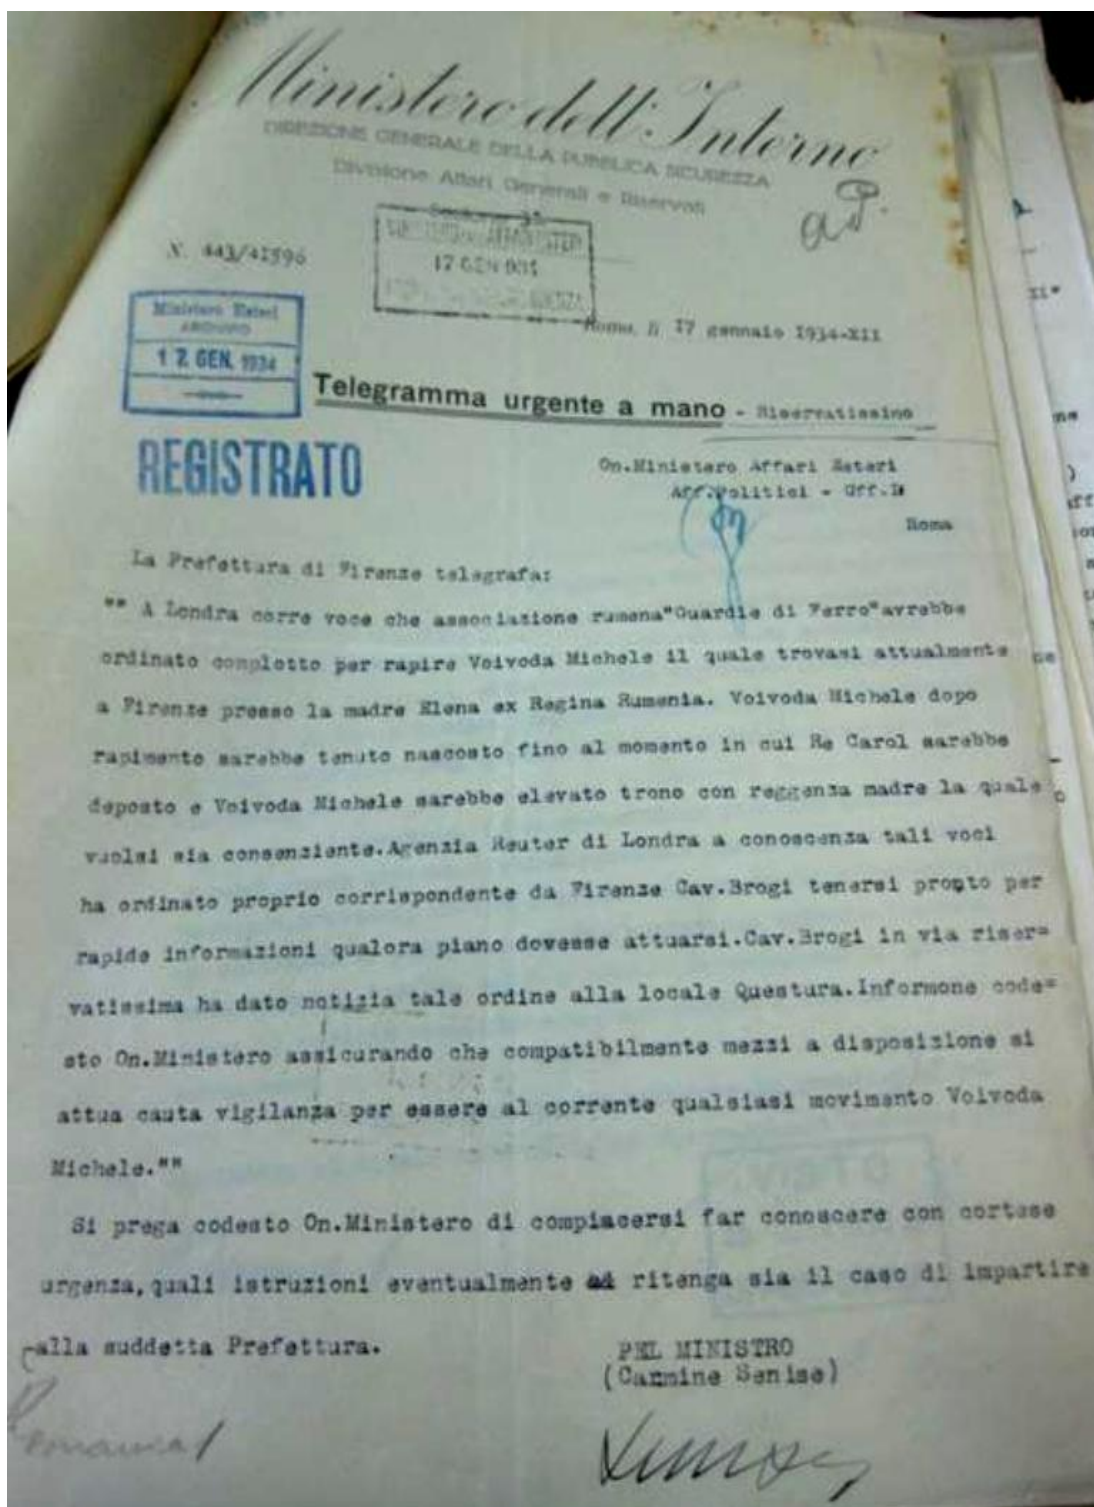 Ministero dell'Interno
DIREZIONE GENERALE DELLA PUBBLICA SICUREZZA
Divisione Affari Generali e Riservati
N. 443/41596
17 GEN 931
Ministero Esteri
ARCHIVIO
17 GEN. 1934
Roma, li 17 gennaio 1934-XII
Telegramma urgente a mano - Riservatissimo
REGISTRATO
On.Ministero Affari Esteri
Aff.Politici - Uff.
Roma
La Prefettura di Firenze telegrafa:
"" A Londra corre voce che associazione rumena"Guardie di Ferro"avrebbe
ordinato complotto per rapire Voivoda Michele il quale trovasi attualmente
a Firenze presso la madre Elena ex Regina Rumenia. Voivoda Michele dopo
rapimento sarebbe tenuto nascosto fino al momento in cui Re Carol sarebbe
deposto e Voivoda Michele sarebbe elevato trono con reggenza madre la quale
vuolsi sia consenziente.Agenzia Reuter di Londra a conoscenza tali voci
ha ordinato proprio corrispondente da Firenze Cav.Brogi tenersi pronto per
rapide informazioni qualora piano dovesse attuarsi.Cav.Brogi in via riser=
vatissima ha dato notizia tale ordine alla locale Questura.Informone code=
sto On.Ministero assicurando che compatibilmente mezzi a disposizione si
attua cauta vigilanza per essere al corrente qualsiasi movimento Voivoda
Michele.""
Si prega codesto On.Ministero di compiacersi far conoscere con cortese
urgenza,quali istruzioni eventualmente ritenga sia il caso di impartire
alla suddetta Prefettura.
PEL MINISTRO
(Carmine Senise)